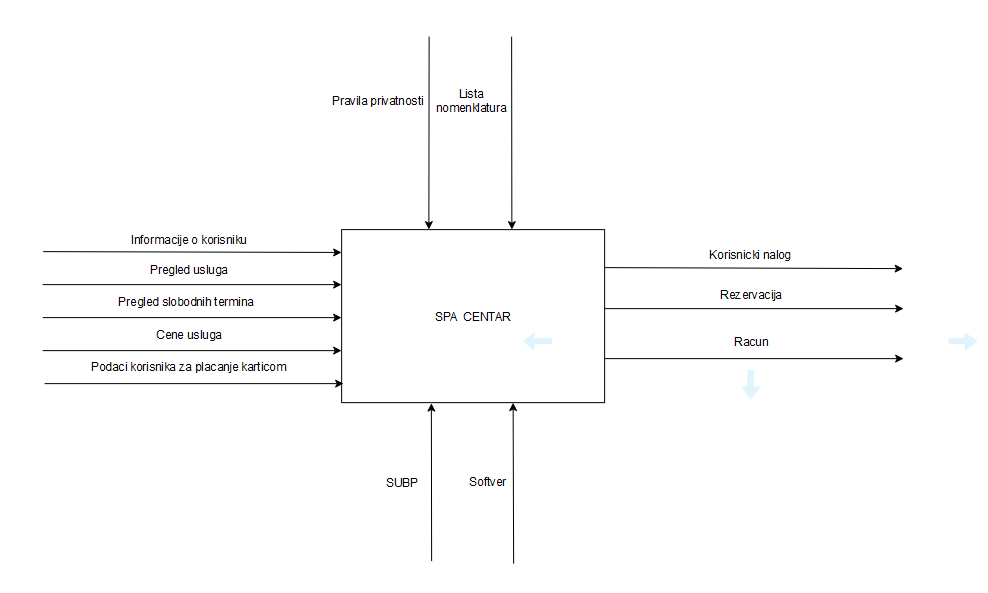 Pravila privatnosti
Lista
nomenklatura
Informacije o korisniku
Pregled usluga
Pregled slobodnih termina
Cene usluga
Podaci korisnika za placanje karticom
SPA CENTAR
Korisnicki nalog
Rezervacija
Racun
SUBP
Softver